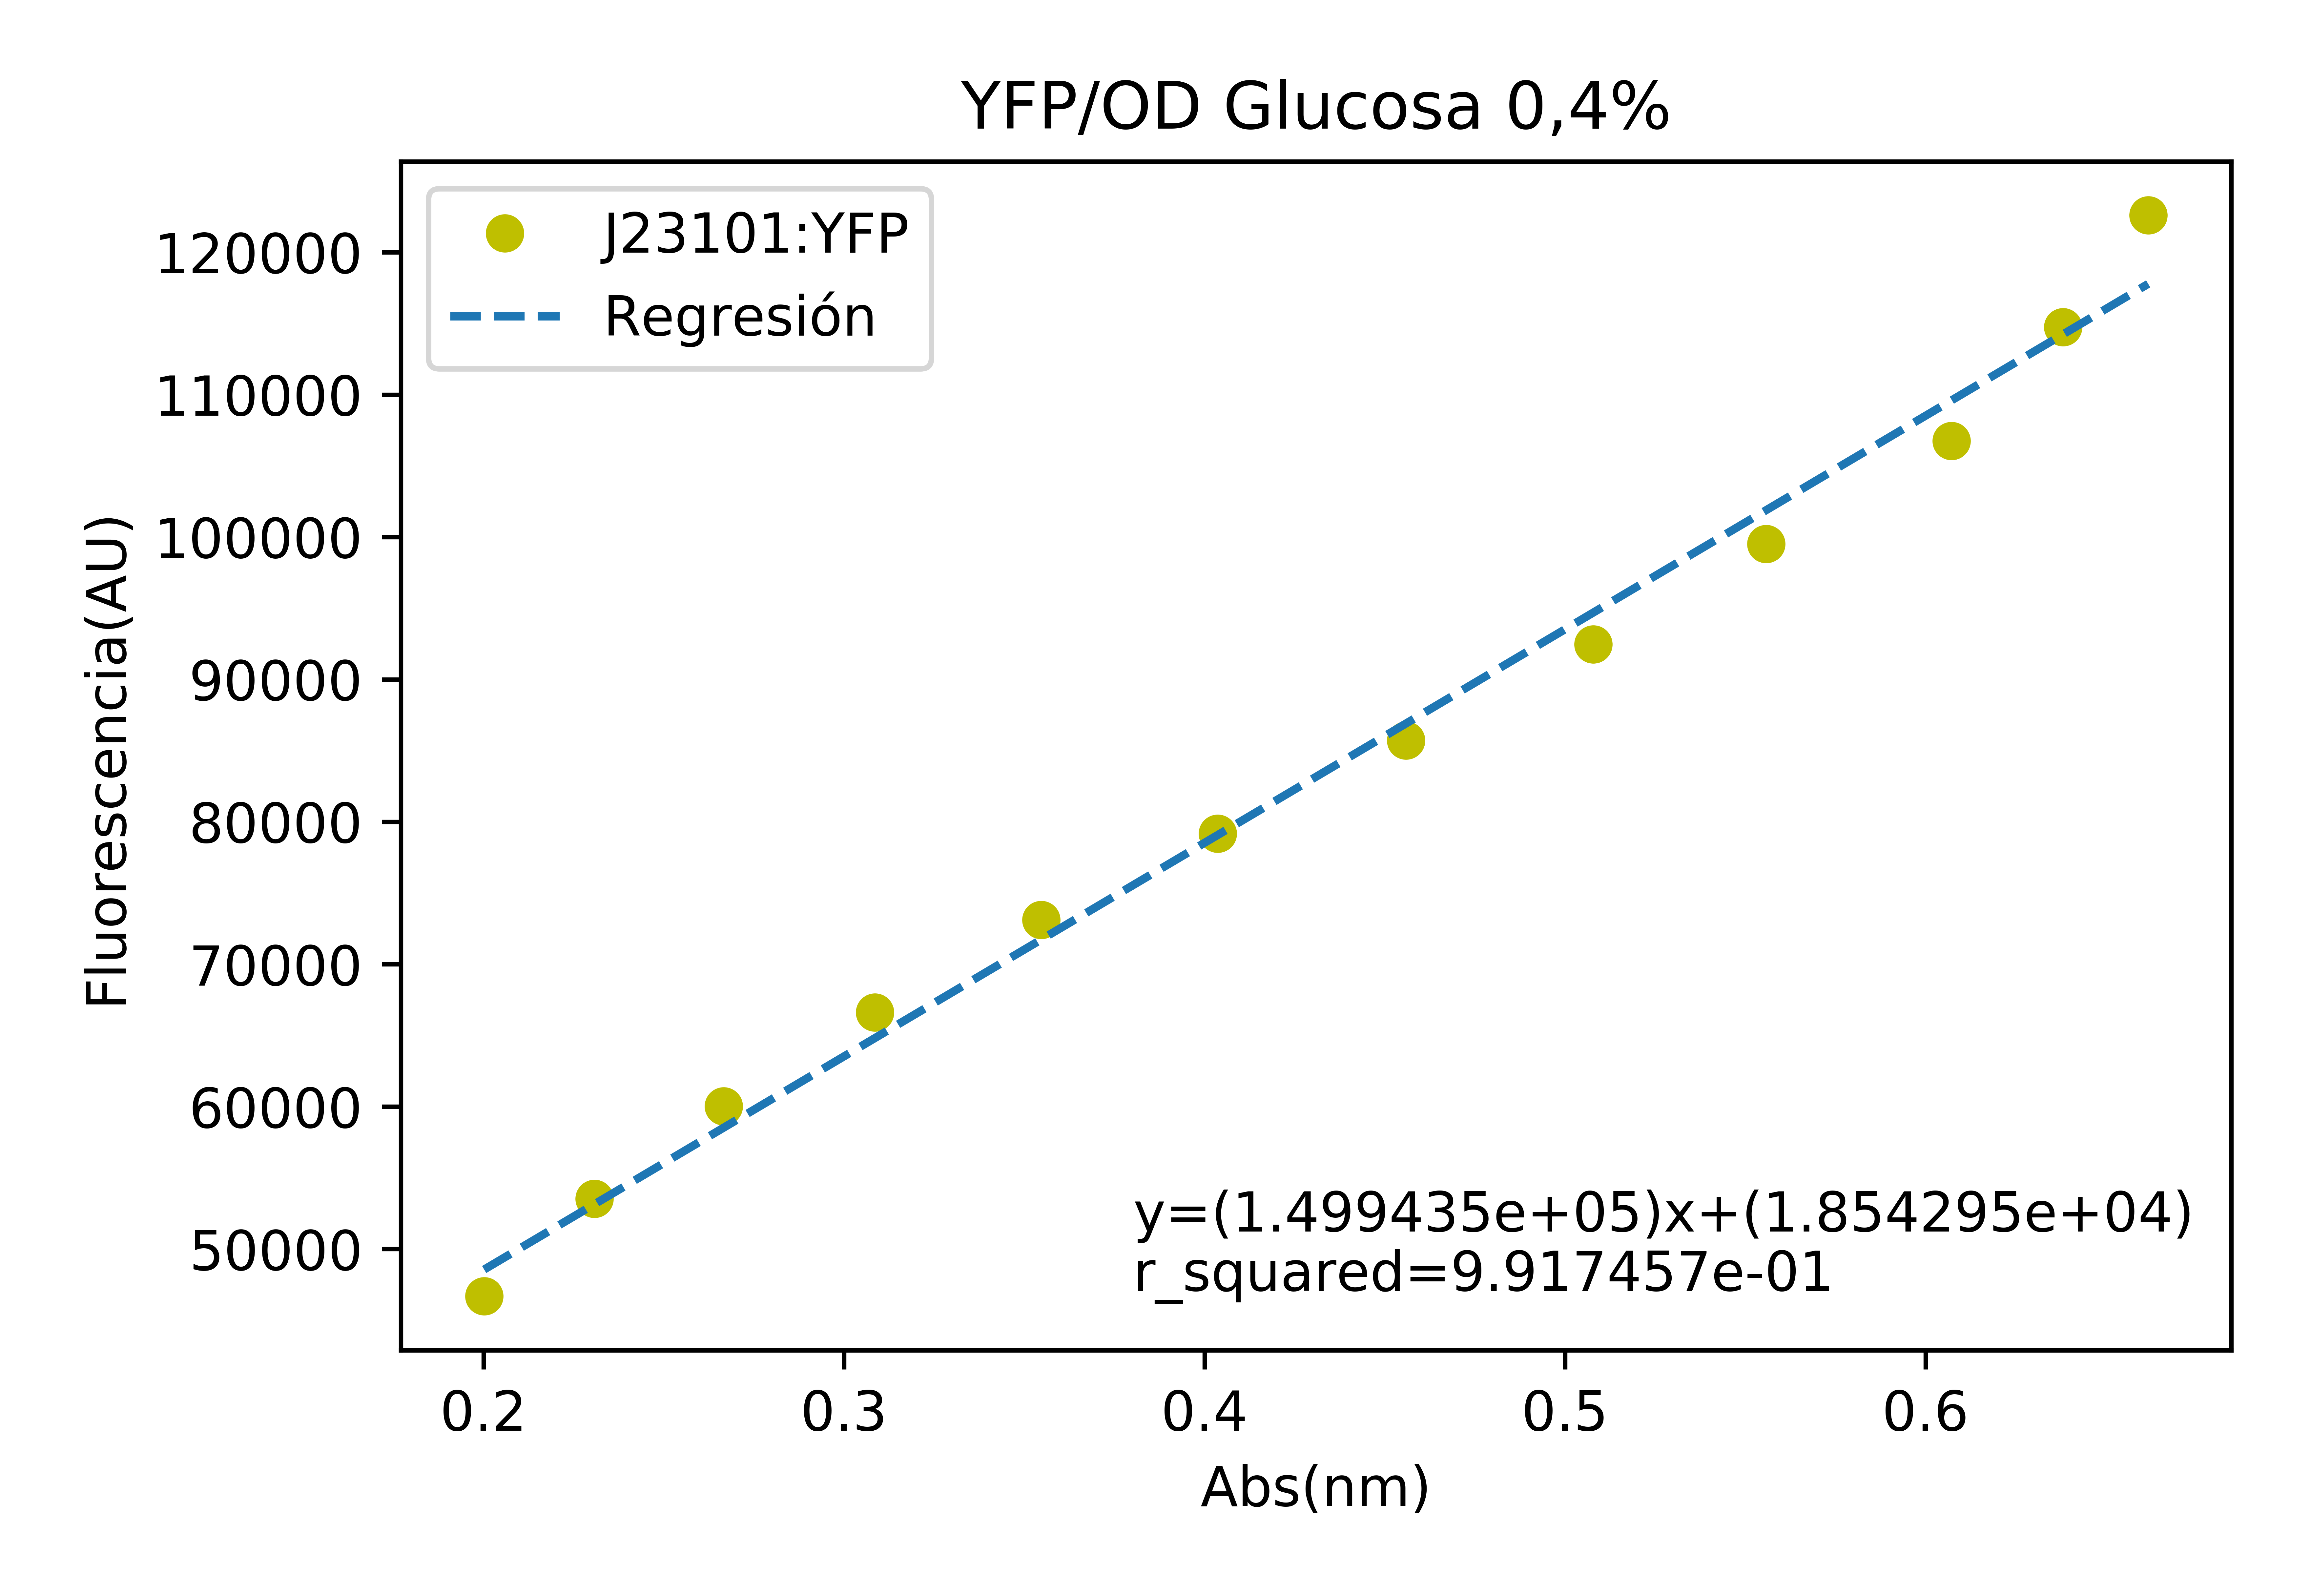 YFP/OD Glucosa 0,4%
J23101:YFP
Regresión
120000
110000
100000
90000
80000
70000
60000
50000
Fluorescencia(AU)
y=(1.499435e+05)x+(1.854295e+04)
r_squared=9.917457e-01
0.2 0.3 0.4 0.5 0.6
Abs(nm)